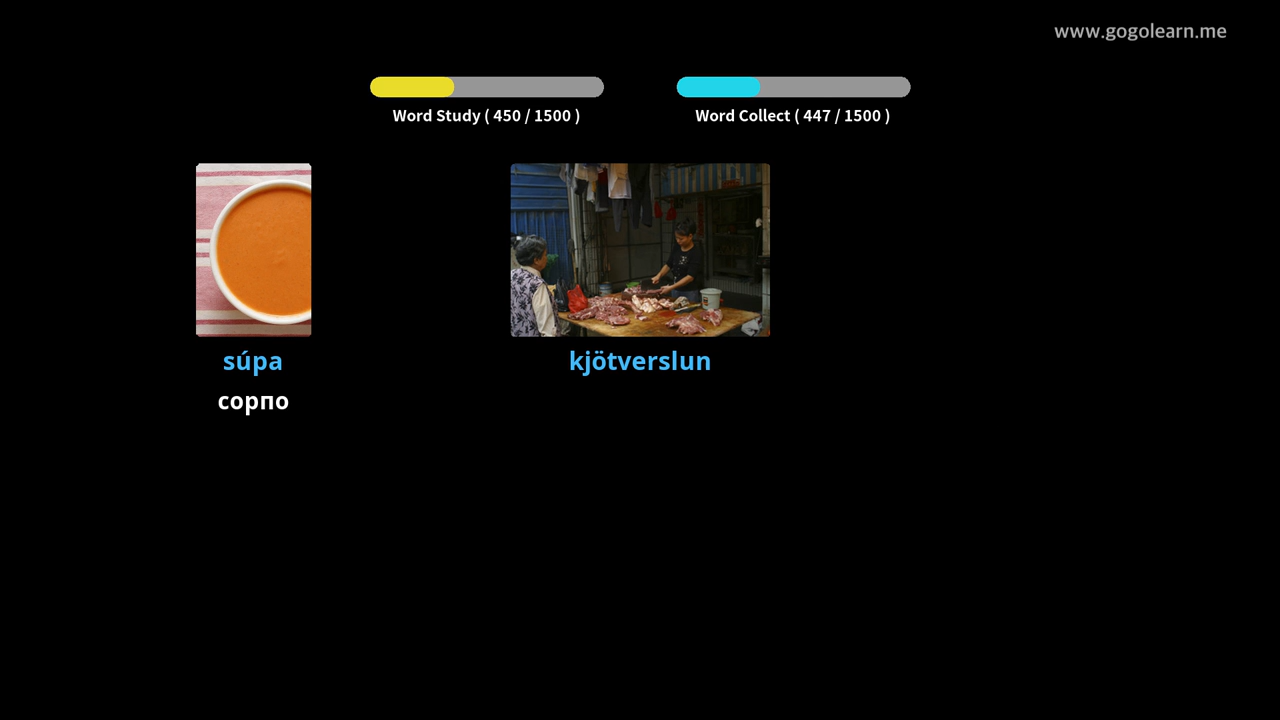 www.gogolearn.me
Word Study ( 450 / 1500 )
Word Collect ( 447 / 1500 )
súpa
kjötverslun
сорпо